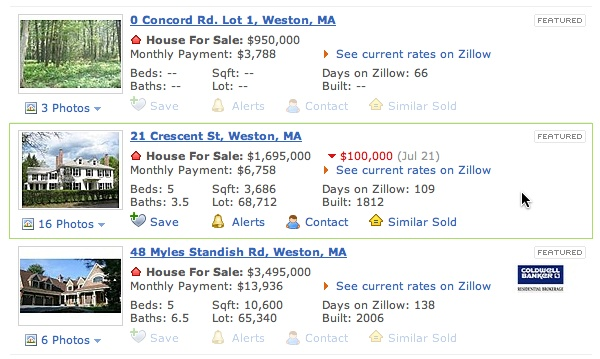 0 Concord Rd. Lot 1, Weston, MA
FEATURED
House For Sale: $950,000
Monthly Payment: $3,788
See current rates on Zillow
Beds: -- Sqft: -- Days on Zillow: 66
Baths: -- Lot: -- Built: --
3 Photos Save Alerts Contact Similar Sold
21 Crescent St, Weston, MA
FEATURED
House For Sale: $1,695,000 $100,000 (Jul 21)
Monthly Payment: $6,758
See current rates on Zillow
Beds: 5 Sqft: 3,686 Days on Zillow: 109
Baths: 3.5 Lot: 68,712 Built: 1812
16 Photos Save Alerts Contact Similar Sold
48 Myles Standish Rd, Weston, MA
FEATURED
House For Sale: $3,495,000
Monthly Payment: $13,936
See current rates on Zillow
COLDWELL
BANKER
RESIDENTIAL BROKERAGE
Beds: 5 Sqft: 10,600 Days on Zillow: 138
Baths: 6.5 Lot: 65,340 Built: 2006
6 Photos